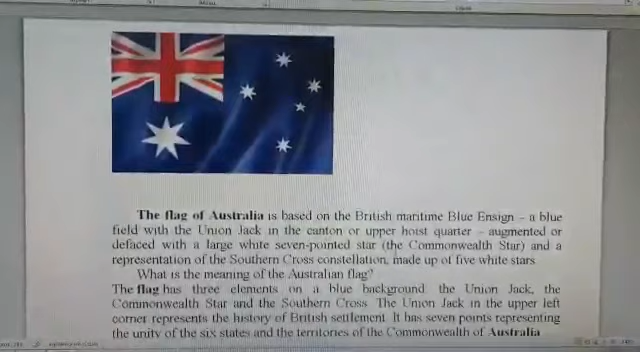 The flag of Australia is based on the British maritime Blue Ensign – a blue
field with the Union Jack in the canton or upper hoist quarter – augmented or
defaced with a large white seven-pointed star (the Commonwealth Star) and a
representation of the Southern Cross constellation, made up of five white stars
What is the meaning of the Australian flag?
The flag has three elements on a blue background the Union Jack, the
Commonwealth Star and the Southern Cross. The Union Jack in the upper left
corner represents the history of British settlement. It has seven points representing
the unity of the six states and the territories of the Commonwealth of Australia